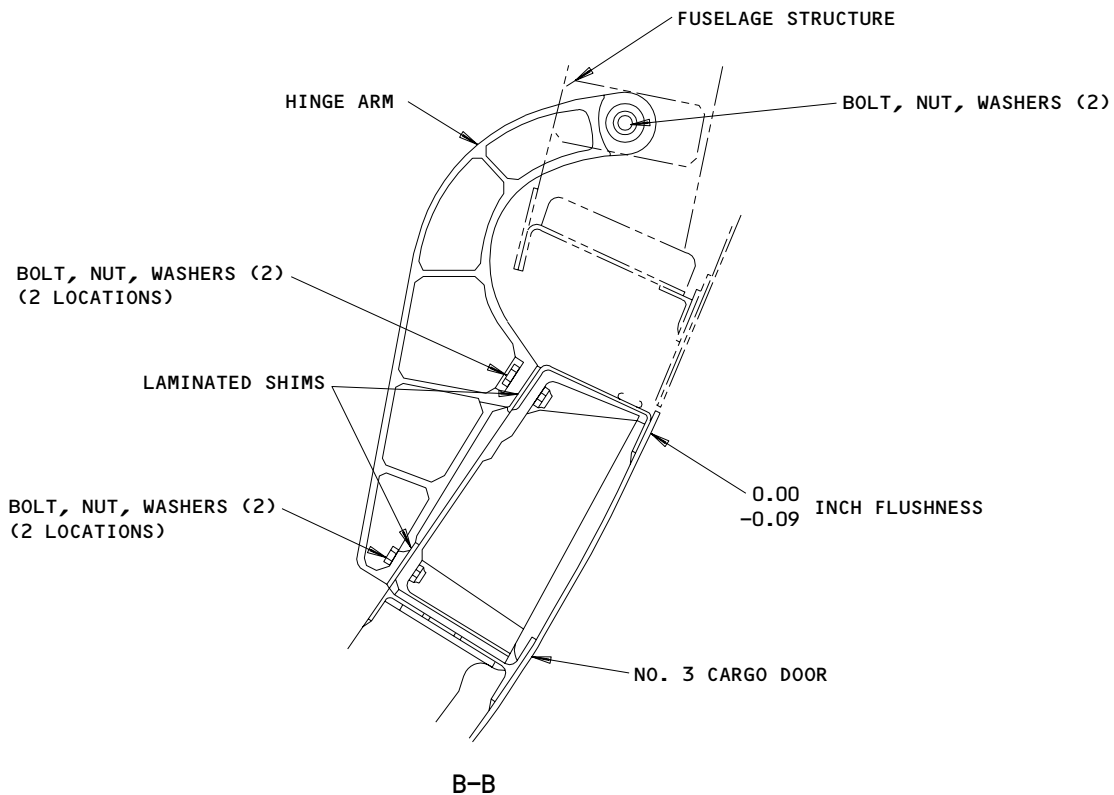 FUSELAGE STRUCTURE
HINGE ARM
BOLT, NUT, WASHERS (2)
BOLT, NUT, WASHERS (2)
(2 LOCATIONS)
LAMINATED SHIMS
0.00
-0.09
INCH FLUSHNESS
BOLT, NUT, WASHERS (2)
(2 LOCATIONS)
NO. 3 CARGO DOOR
B-B